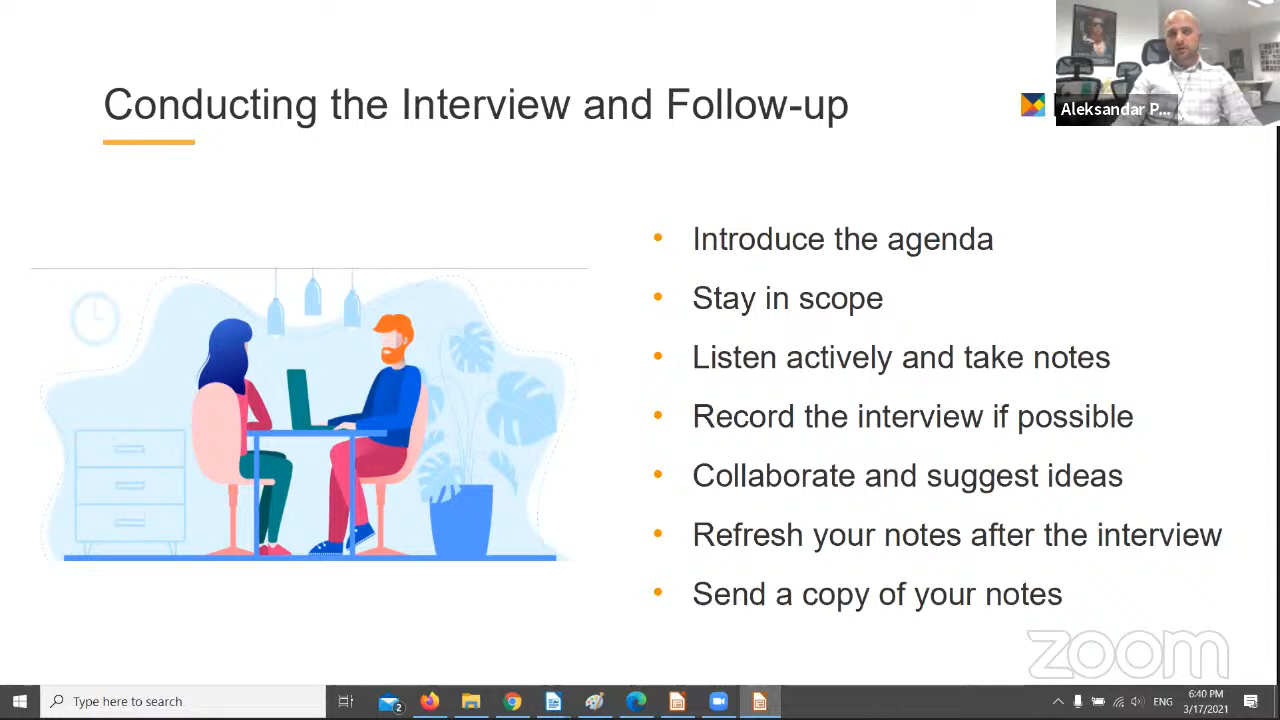 Conducting the Interview and Follow-up
Aleksandar P...
• Introduce the agenda
• Stay in scope
• Listen actively and take notes
• Record the interview if possible
• Collaborate and suggest ideas
• Refresh your notes after the interview
• Send a copy of your notes
zoom
Type here to search
2
ENG
6:40 PM
3/17/2021